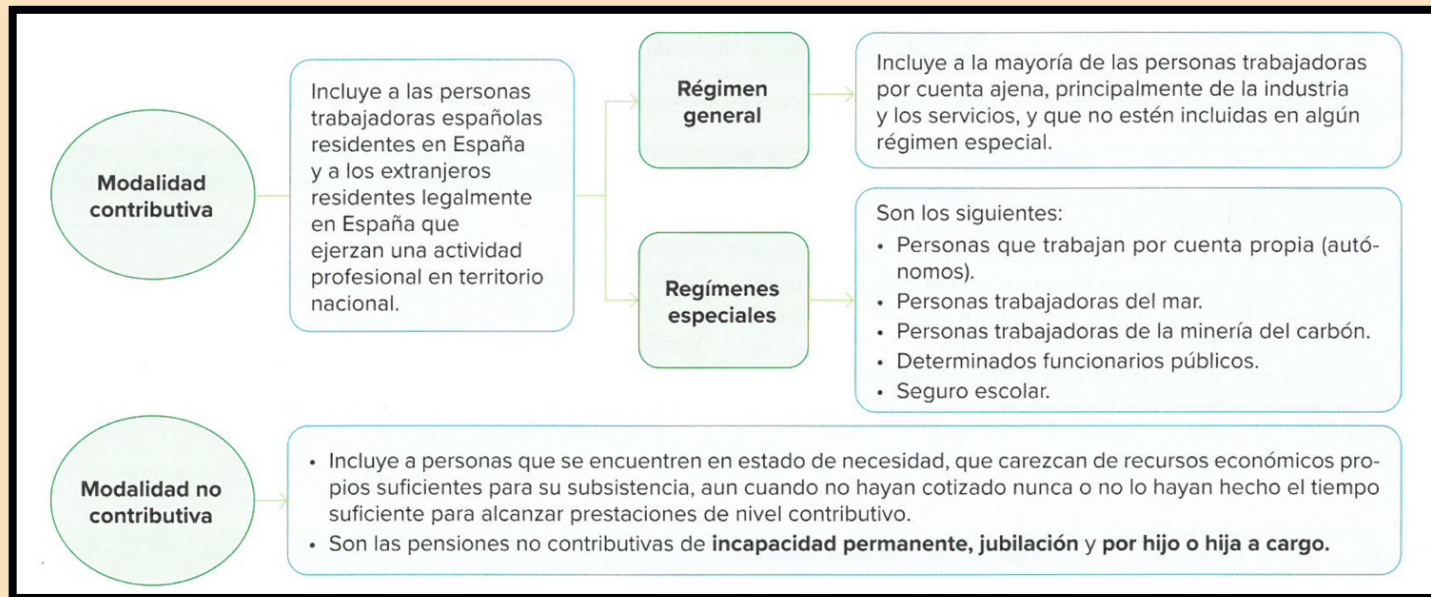 Modalidad
contributiva
Incluye a las personas
trabajadoras españolas
residentes en España
y a los extranjeros
residentes legalmente
en España que
ejerzan una actividad
profesional en territorio
nacional.
Régimen
general
Incluye a la mayoría de las personas trabajadoras
por cuenta ajena, principalmente de la industria
y los servicios, y que no estén incluidas en algún
régimen especial.
Regímenes
especiales
Son los siguientes:
• Personas que trabajan por cuenta propia (autó-
nomos).
• Personas trabajadoras del mar.
• Personas trabajadoras de la minería del carbón.
• Determinados funcionarios públicos.
• Seguro escolar.
Modalidad no
contributiva
• Incluye a personas que se encuentren en estado de necesidad, que carezcan de recursos económicos pro-
pios suficientes para su subsistencia, aun cuando no hayan cotizado nunca o no lo hayan hecho el tiempo
suficiente para alcanzar prestaciones de nivel contributivo.
• Son las pensiones no contributivas de incapacidad permanente, jubilación y por hijo o hija a cargo.